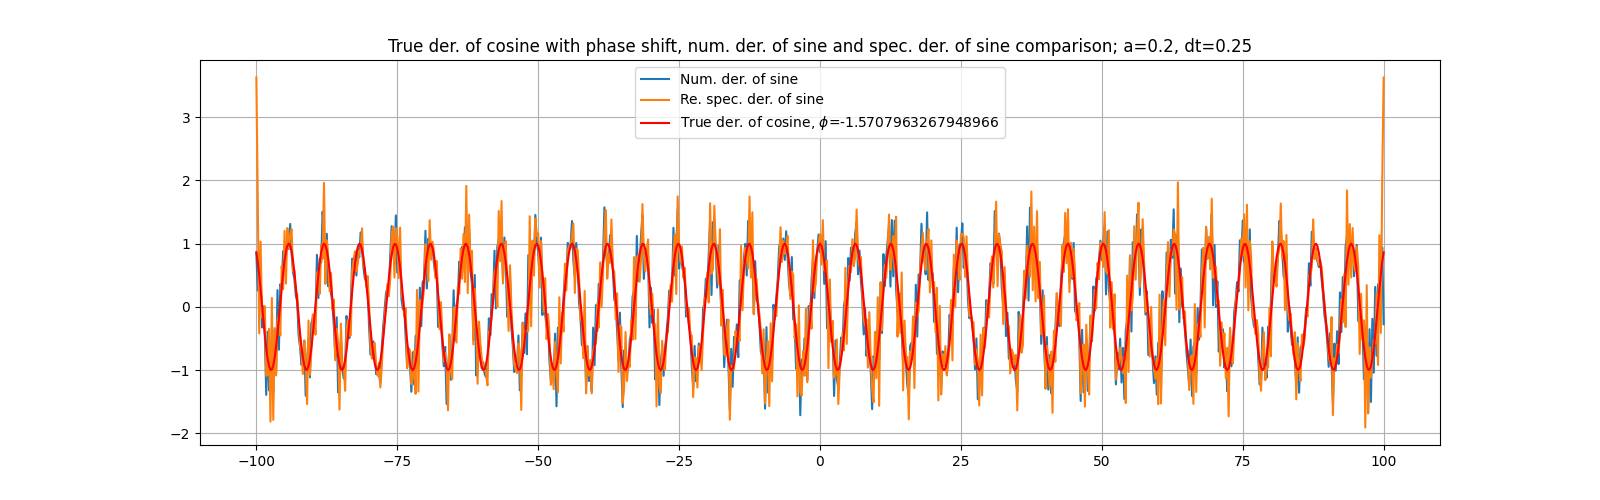 True der. of cosine with phase shift, num. der. of sine and spec. der. of sine comparison; a=0.2, dt=0.25
Num. der. of sine
Re. spec. der. of sine
True der. of cosine, ϕ=-1.5707963267948966
3
2
1
0
−1
−2
−100 −75 −50 −25 0 25 50 75 100